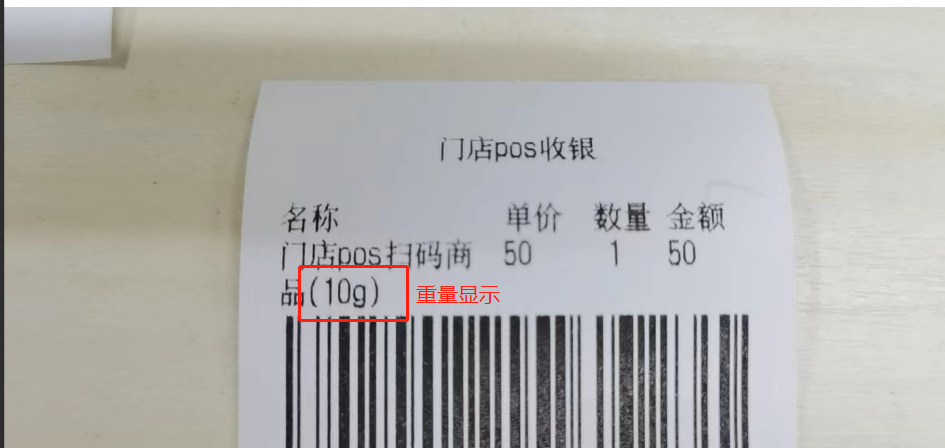 门店pos收银
名称 单价 数量 金额
门店pos扫码商 50 1 50
品(10g) 重量显示